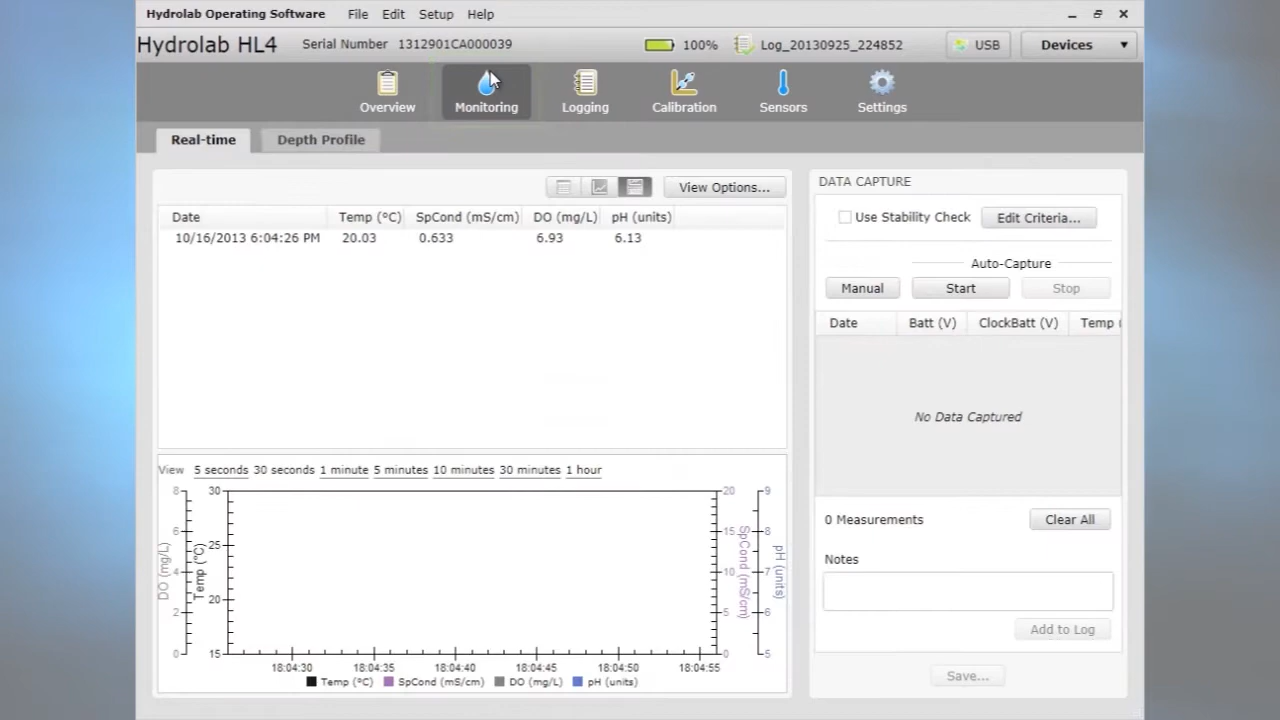 Hydrolab Operating Software File Edit Setup Help
Hydrolab HL4 Serial Number 1312901CA000039 100% Log_20130925_224852 USB Devices
Overview Monitoring Logging Calibration Sensors Settings
Real-time Depth Profile
View Options...
Date Temp (°C) SpCond (mS/cm) DO (mg/L) pH (units)
10/16/2013 6:04:26 PM 20.03 0.633 6.93 6.13
View 5 seconds 30 seconds 1 minute 5 minutes 10 minutes 30 minutes 1 hour
8 30 20 9
6 25 15 8
4 20 10 7
2 5 6
0 15 0 5
DO (mg/L)
Temp (°C)
SpCond (mS/cm)
pH (units)
18:04:30 18:04:35 18:04:40 18:04:45 18:04:50 18:04:55
Temp (°C) SpCond (mS/cm) DO (mg/L) pH (units)
DATA CAPTURE
Use Stability Check Edit Criteria...
Auto-Capture
Manual Start Stop
Date Batt (V) ClockBatt (V) Temp (
No Data Captured
0 Measurements Clear All
Notes
Add to Log
Save...